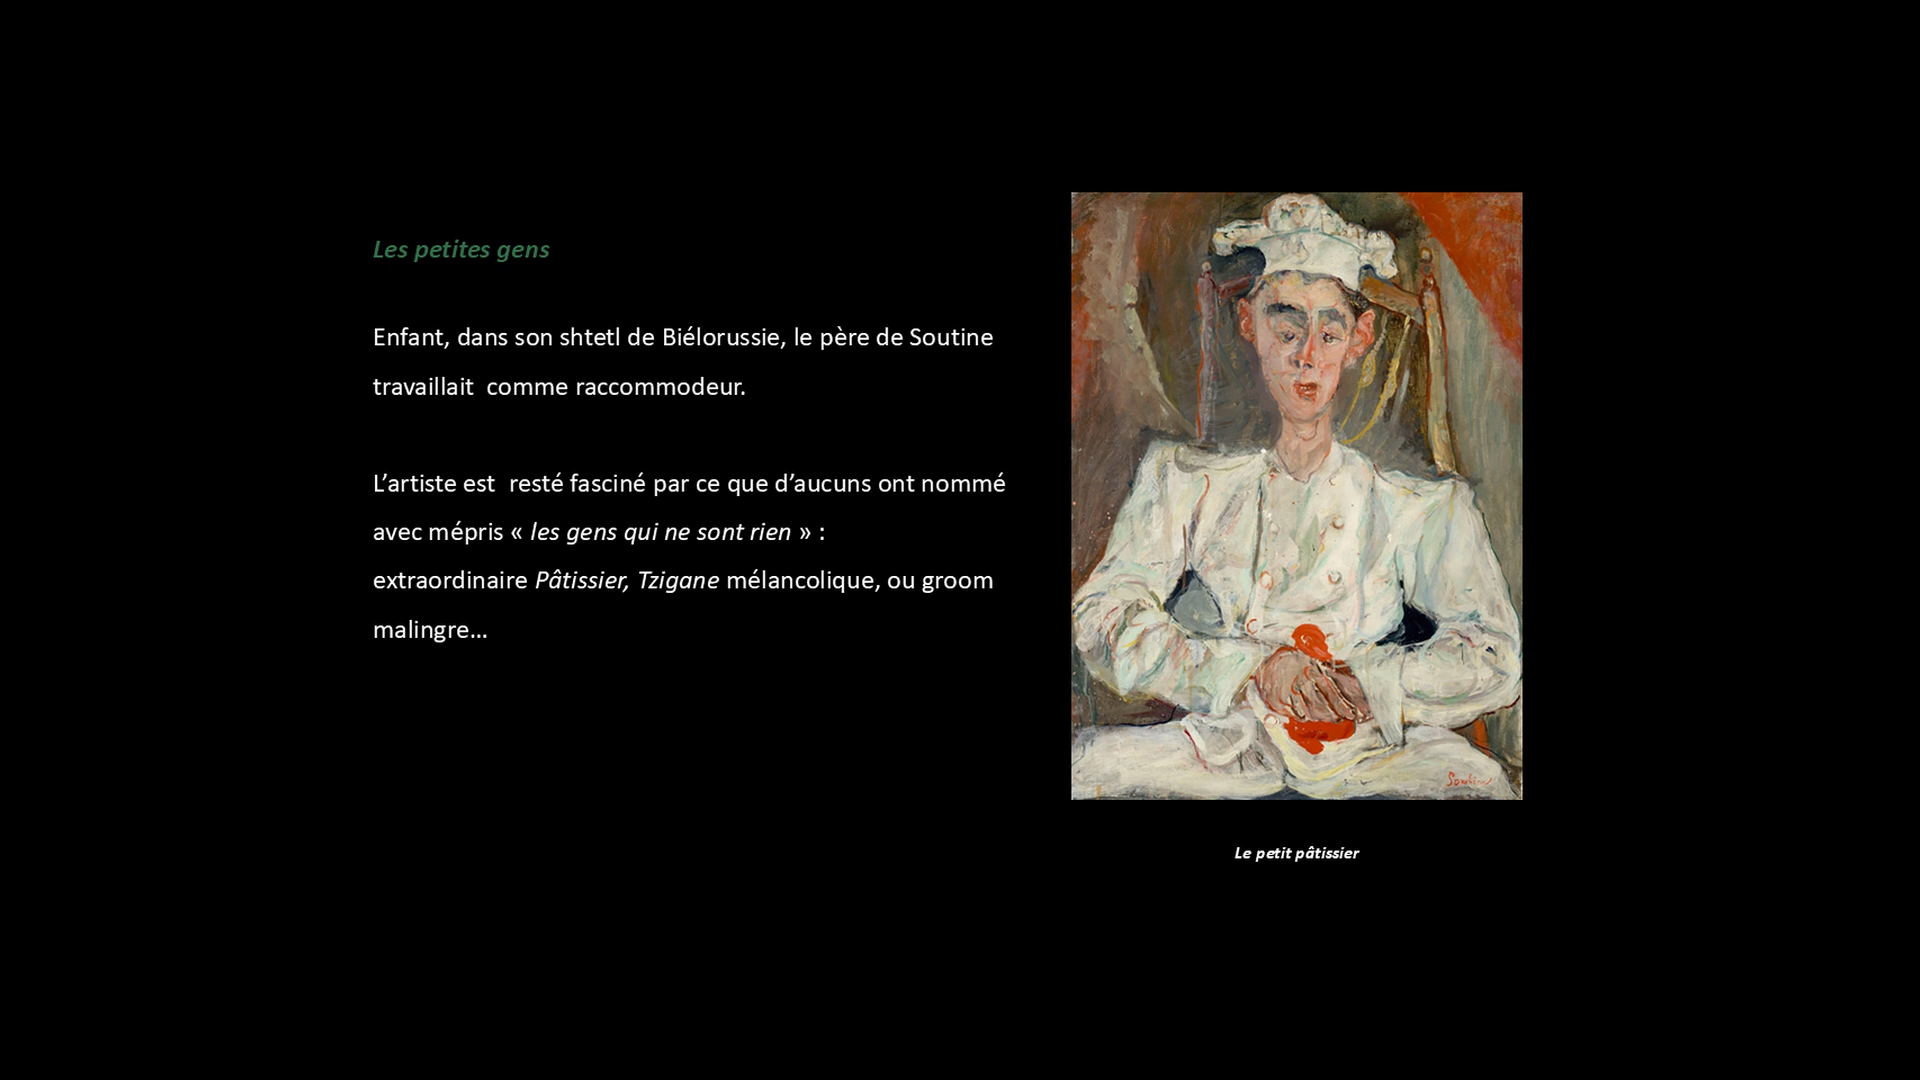 Les petites gens
Enfant, dans son shtetl de Biélorussie, le père de Soutine
travaillait  comme raccommodeur.
L’artiste est  resté fasciné par ce que d’aucuns ont nommé
avec mépris « les gens qui ne sont rien » :
extraordinaire Pâtissier, Tzigane mélancolique, ou groom
malingre…
Soutine
Le petit pâtissier